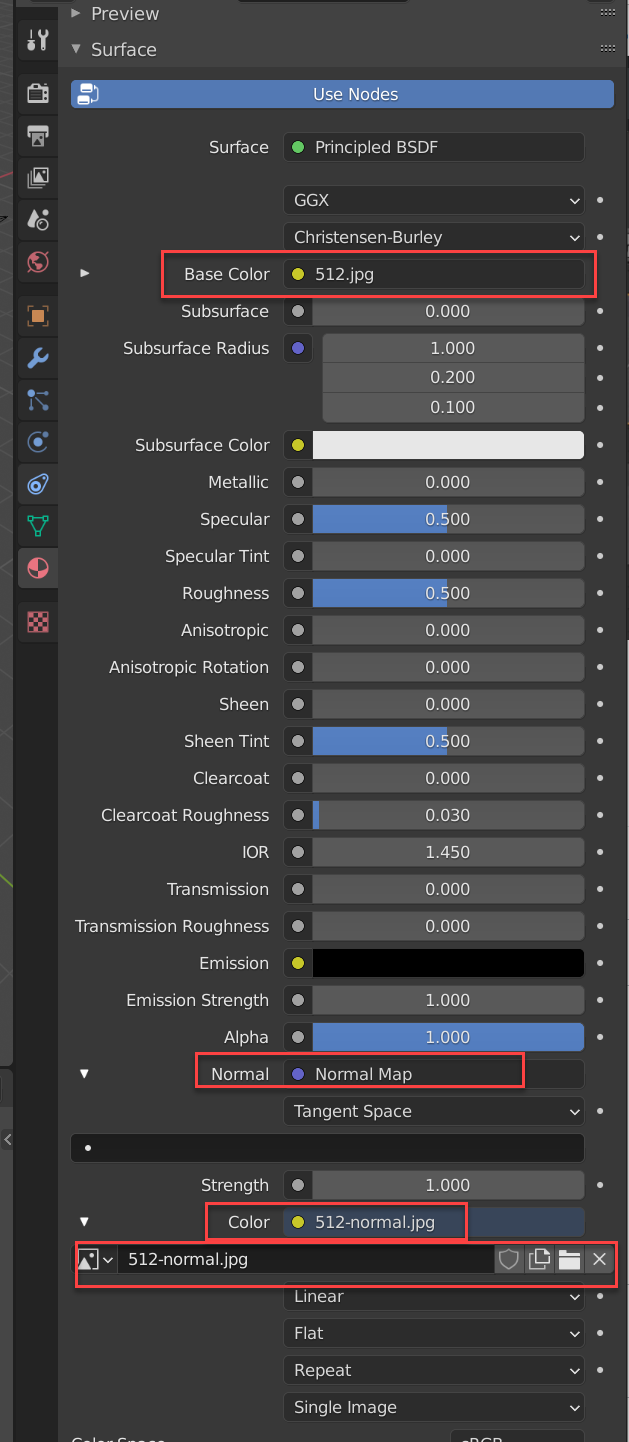 Preview
Surface
Use Nodes
Surface Principled BSDF
GGX
Christensen-Burley
Base Color 512.jpg
Subsurface 0.000
Subsurface Radius 1.000
0.200
0.100
Subsurface Color
Metallic 0.000
Specular 0.500
Specular Tint 0.000
Roughness 0.500
Anisotropic 0.000
Anisotropic Rotation 0.000
Sheen 0.000
Sheen Tint 0.500
Clearcoat 0.000
Clearcoat Roughness 0.030
IOR 1.450
Transmission 0.000
Transmission Roughness 0.000
Emission
Emission Strength 1.000
Alpha 1.000
Normal Normal Map
Tangent Space
Strength 1.000
Color 512-normal.jpg
512-normal.jpg
Linear
Flat
Repeat
Single Image
Color Space sRGB